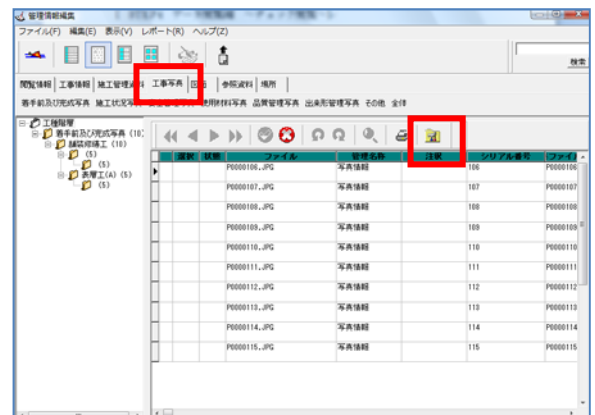 管理情報編集
ファイル(F) 編集(E) 表示(V) レポート(R) ヘルプ(Z)
検索
閲覧情報 工事情報 施工管理資料 工事写真 図面 参照資料 場所
着手前及び完成写真 施工状況写真 使用材料写真 品質管理写真 出来形管理写真 その他 全体
工種階層
着手前及び完成写真 (10)
舗装修繕工 (10)
(5)
(5)
表層工(A) (5)
(5)
選択 状態 ファイル 管理名称 注釈 シリアル番号 (ファイ
P0000106.JPG 写真情報 106 P0000106
P0000107.JPG 写真情報 107 P0000107
P0000108.JPG 写真情報 108 P0000108
P0000109.JPG 写真情報 109 P0000109
P0000110.JPG 写真情報 110 P0000110
P0000111.JPG 写真情報 111 P0000111
P0000112.JPG 写真情報 112 P0000112
P0000113.JPG 写真情報 113 P0000113
P0000114.JPG 写真情報 114 P0000114
P0000115.JPG 写真情報 115 P0000115